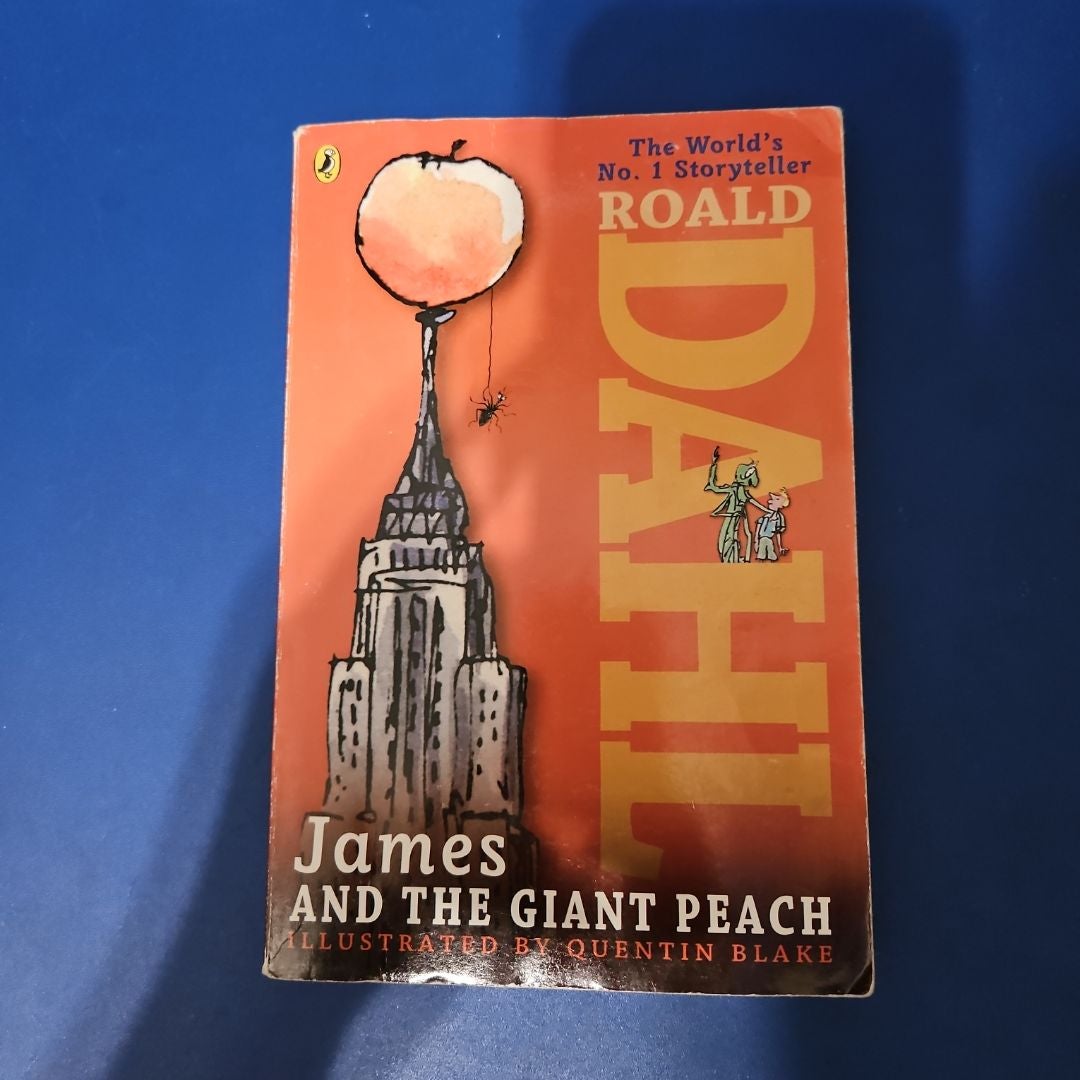 The World's
No. 1 Storyteller
ROALD
DAHL
James
AND THE GIANT PEACH
ILLUSTRATED BY QUENTIN BLAKE